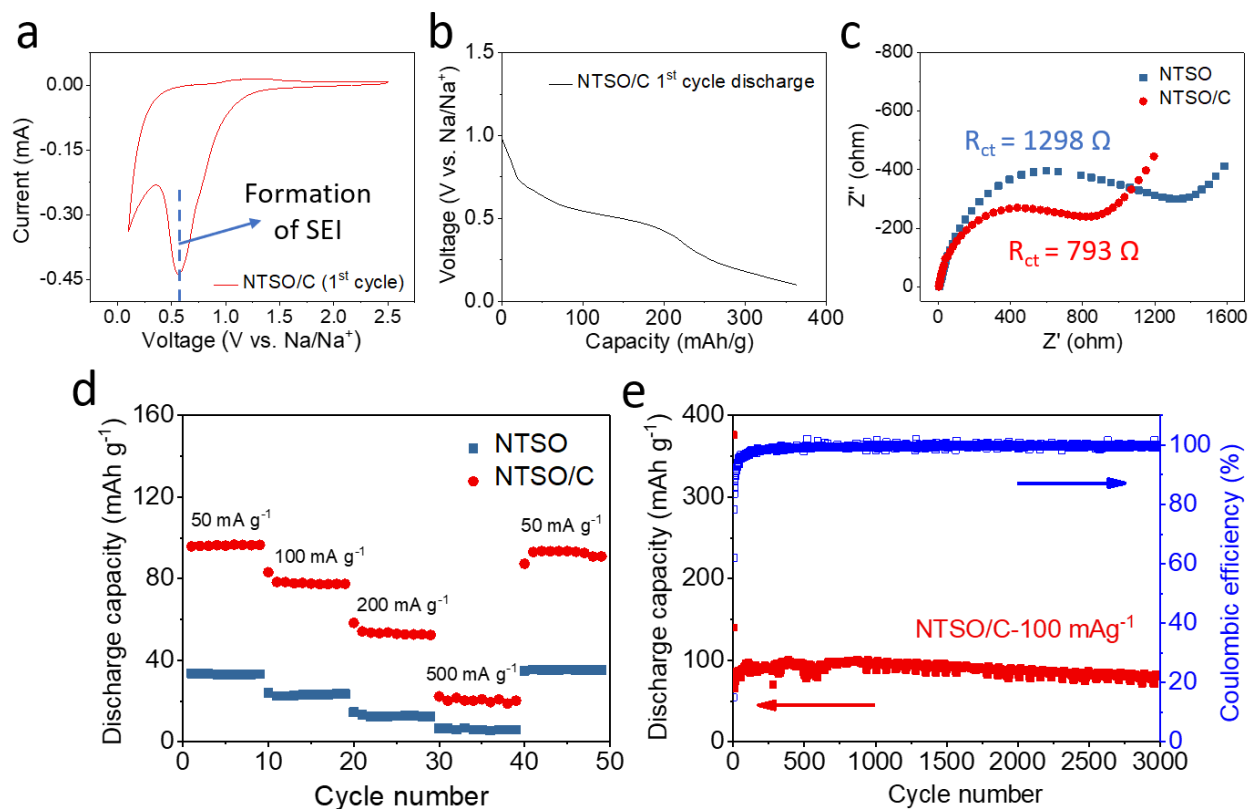 a
0.00
-0.15
-0.30
-0.45
Current (mA)
Formation
of SEI
NTSO/C (1st cycle)
0.0 0.5 1.0 1.5 2.0 2.5
Voltage (V vs. Na/Na+)
b
1.5
1.0
0.5
0.0
Voltage (V vs. Na/Na+)
NTSO/C 1st cycle discharge
0 100 200 300 400
Capacity (mAh/g)
c
-800
-600
-400
-200
0
Z'' (ohm)
NTSO
NTSO/C
Rct = 1298 Ω
Rct = 793 Ω
0 400 800 1200 1600
Z' (ohm)
d
160
120
80
40
0
Discharge capacity (mAh g-1)
NTSO
NTSO/C
50 mA g-1
100 mA g-1
200 mA g-1
500 mA g-1
50 mA g-1
0 10 20 30 40 50
Cycle number
e
400
350
300
250
200
150
100
50
0
Discharge capacity (mAh g-1)
NTSO/C-100 mAg-1
100
80
60
40
20
0
Coulombic efficiency (%)
0 500 1000 1500 2000 2500 3000
Cycle number